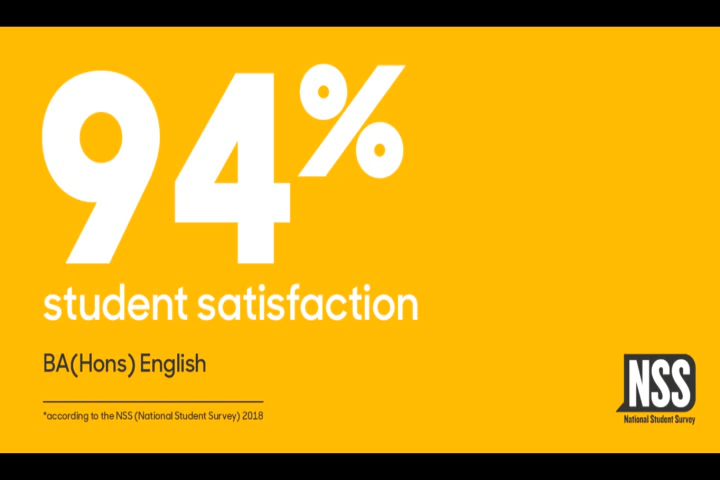 94%
student satisfaction
BA(Hons) English
*according to the NSS (National Student Survey) 2018
NSS
National Student Survey